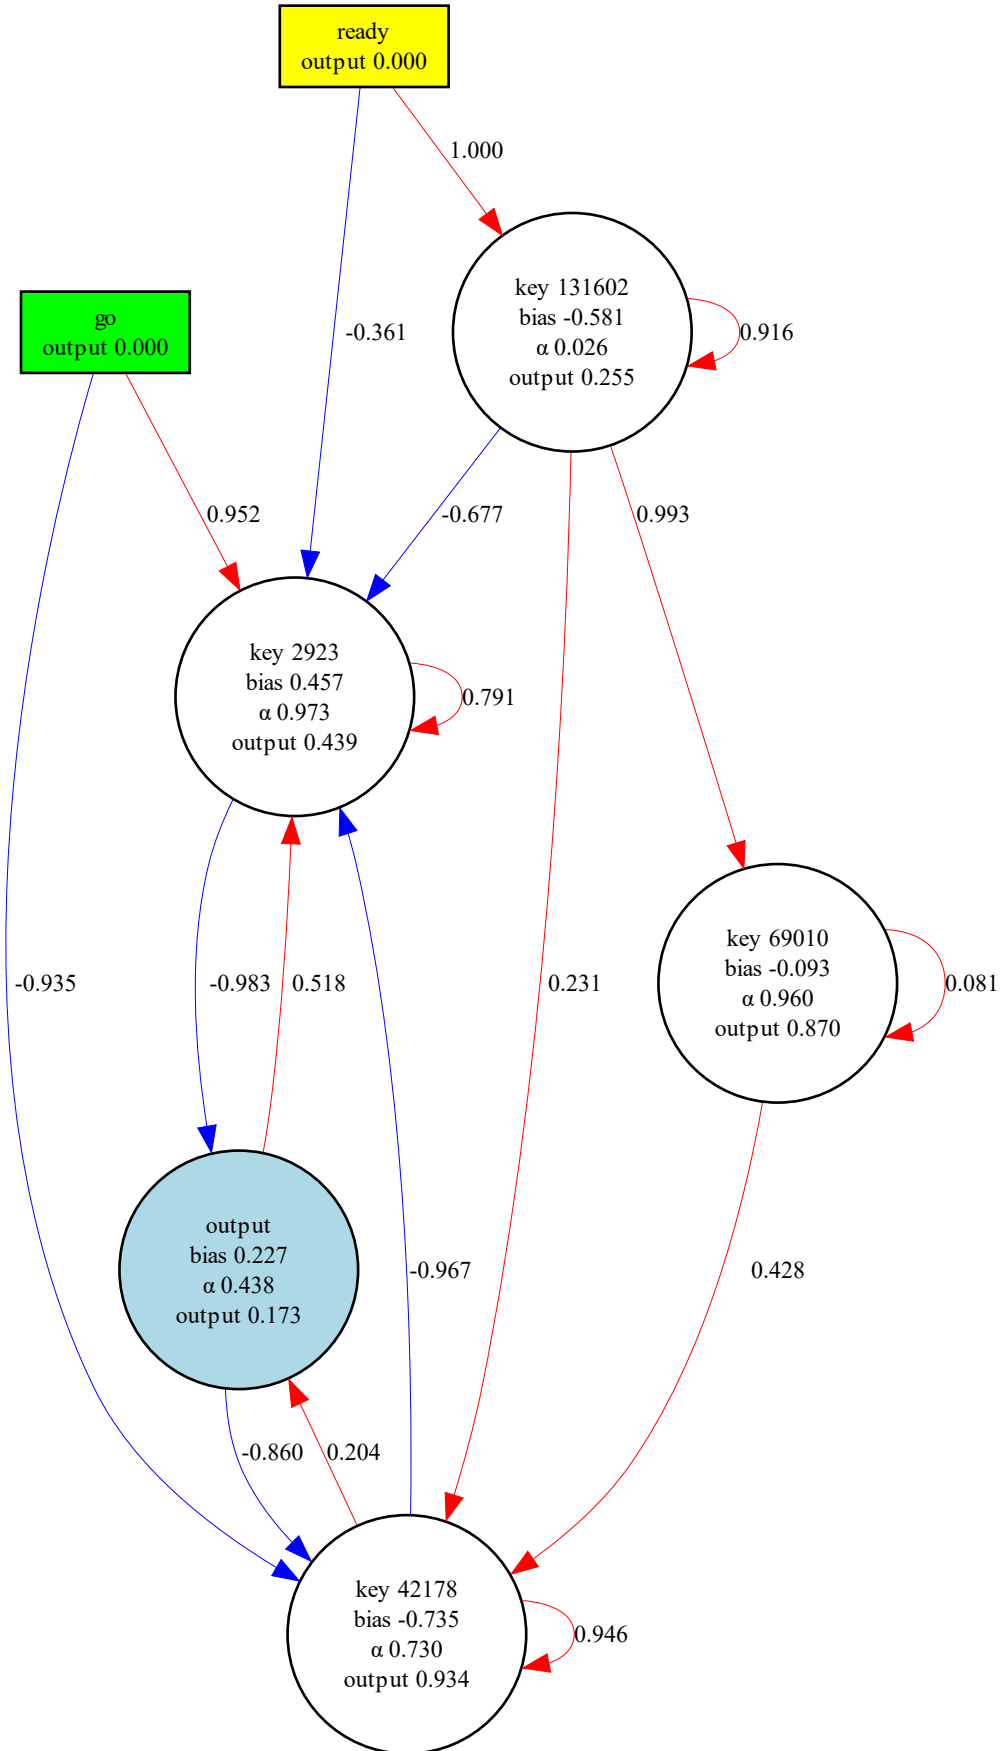 ready
output 0.000
1.000
key 131602
bias -0.581
α 0.026
output 0.255
0.916
go
output 0.000
-0.361
0.952
-0.677
0.993
key 2923
bias 0.457
α 0.973
output 0.439
0.791
key 69010
bias -0.093
α 0.960
output 0.870
0.081
-0.935
-0.983
0.518
0.231
output
bias 0.227
α 0.438
output 0.173
-0.967
0.428
-0.860
0.204
key 42178
bias -0.735
α 0.730
output 0.934
0.946